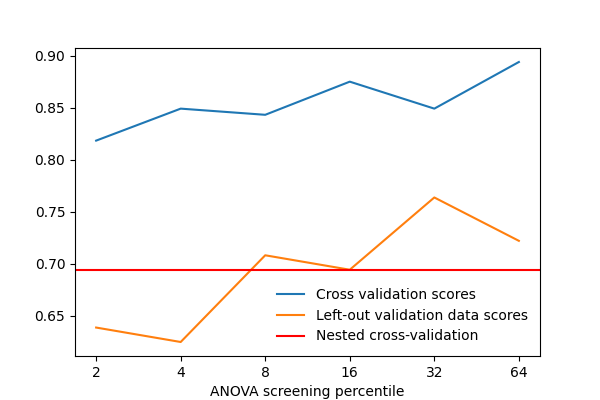 0.90
0.85
0.80
0.75
0.70
0.65
Cross validation scores
Left-out validation data scores
Nested cross-validation
2 4 8 16 32 64
ANOVA screening percentile